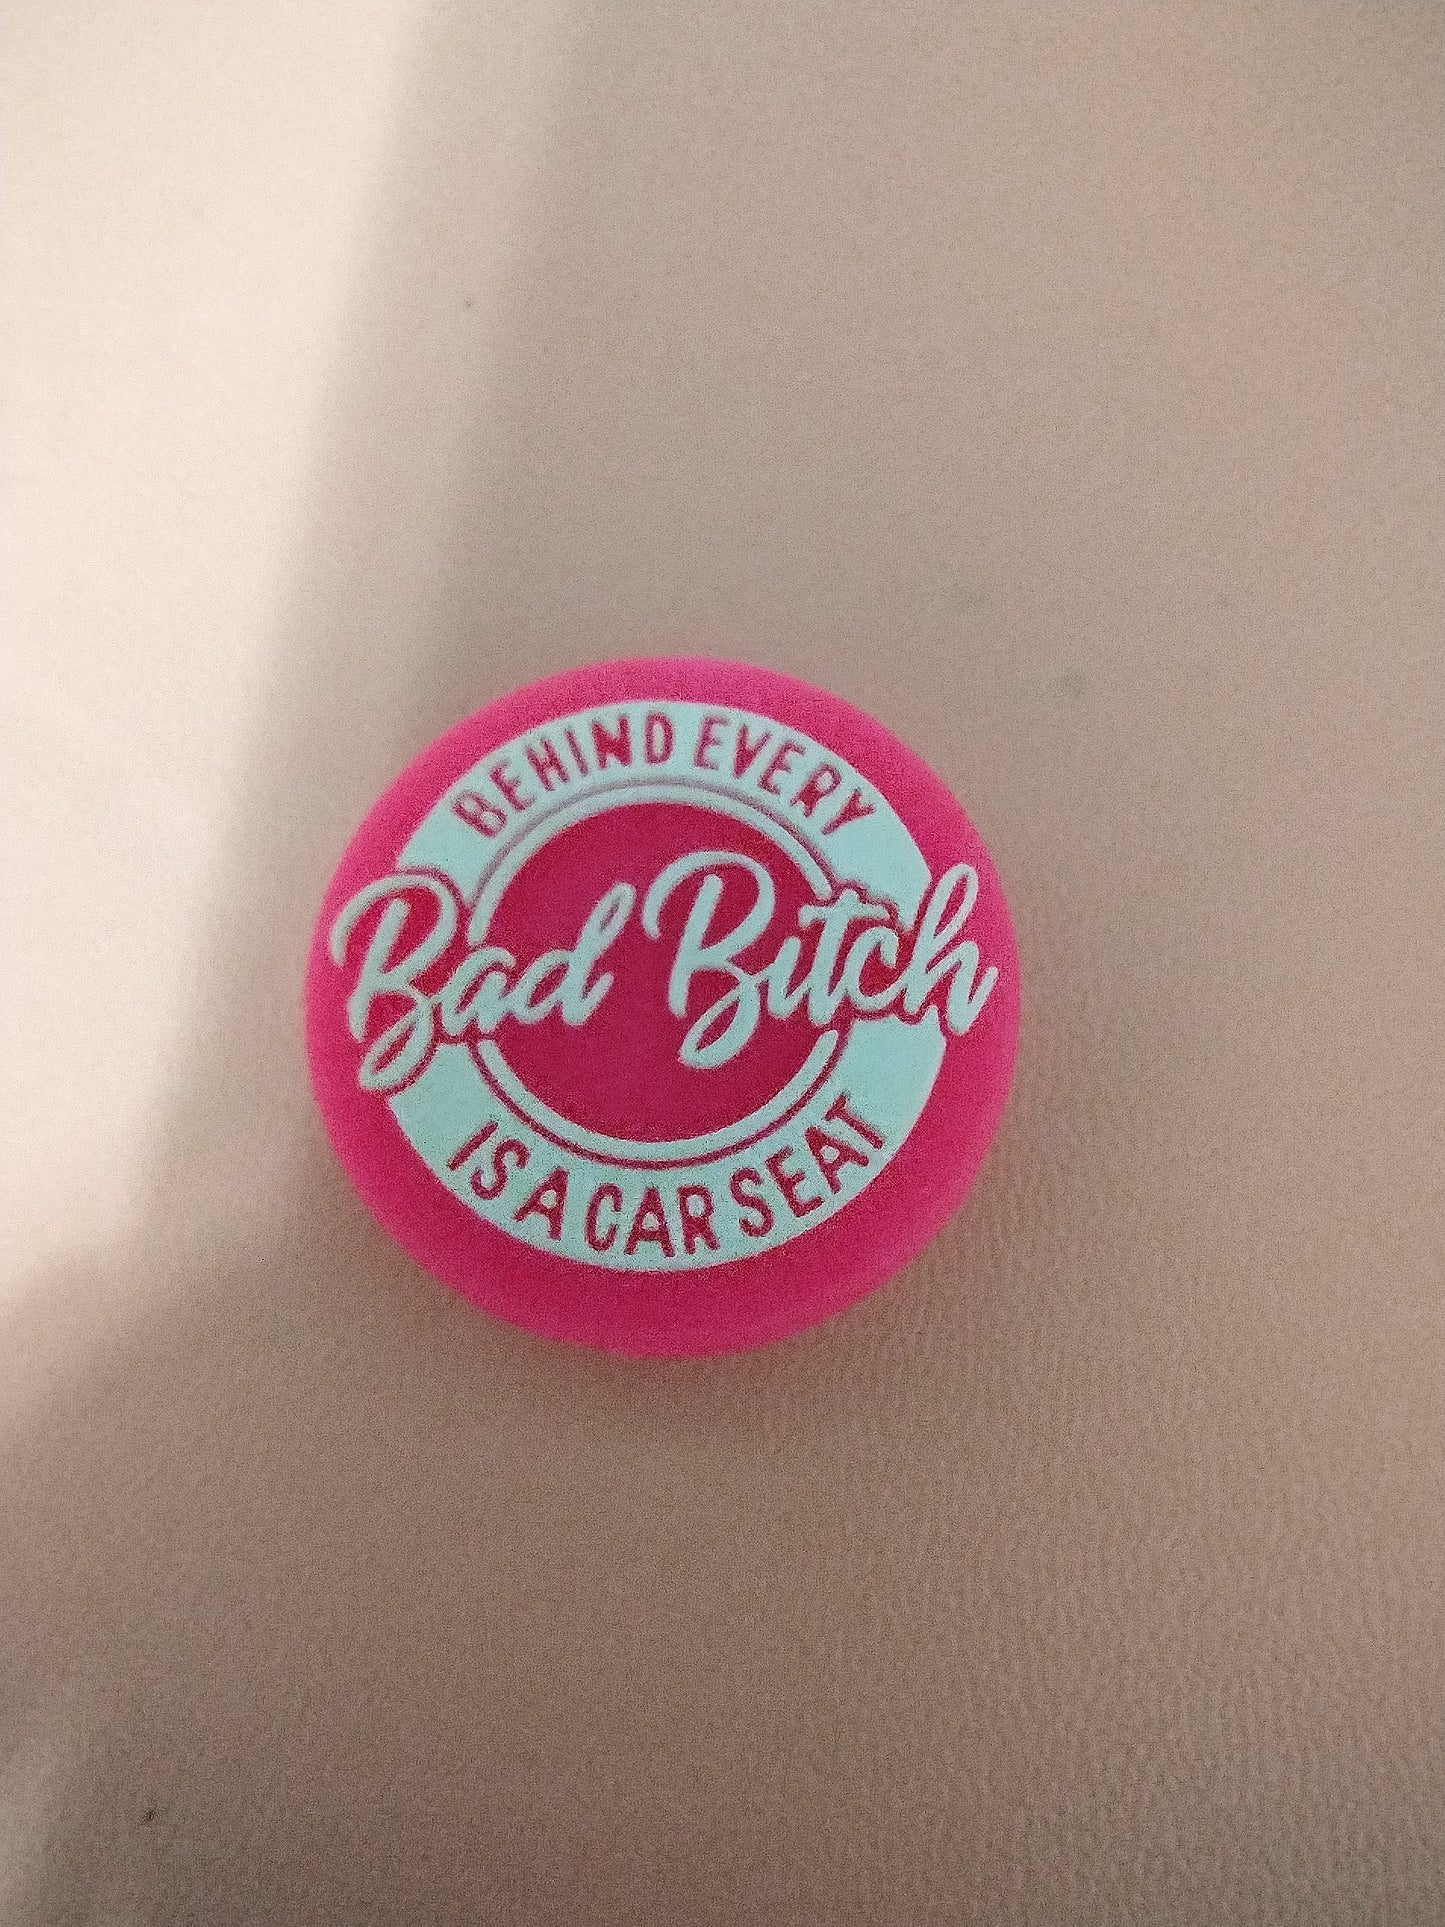 BEHIND EVERY
Bad Bitch
IS A CAR SEAT